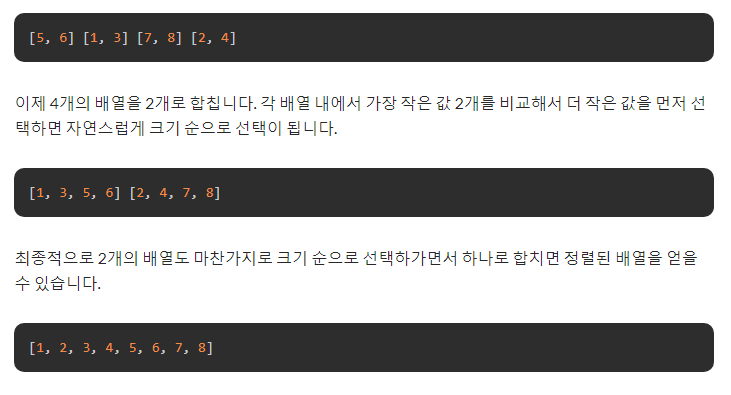 [5, 6] [1, 3] [7, 8] [2, 4]
이제 4개의 배열을 2개로 합칩니다. 각 배열 내에서 가장 작은 값 2개를 비교해서 더 작은 값을 먼저 선
택하면 자연스럽게 크기 순으로 선택이 됩니다.
[1, 3, 5, 6] [2, 4, 7, 8]
최종적으로 2개의 배열도 마찬가지로 크기 순으로 선택하가면서 하나로 합치면 정렬된 배열을 얻을
수 있습니다.
[1, 2, 3, 4, 5, 6, 7, 8]